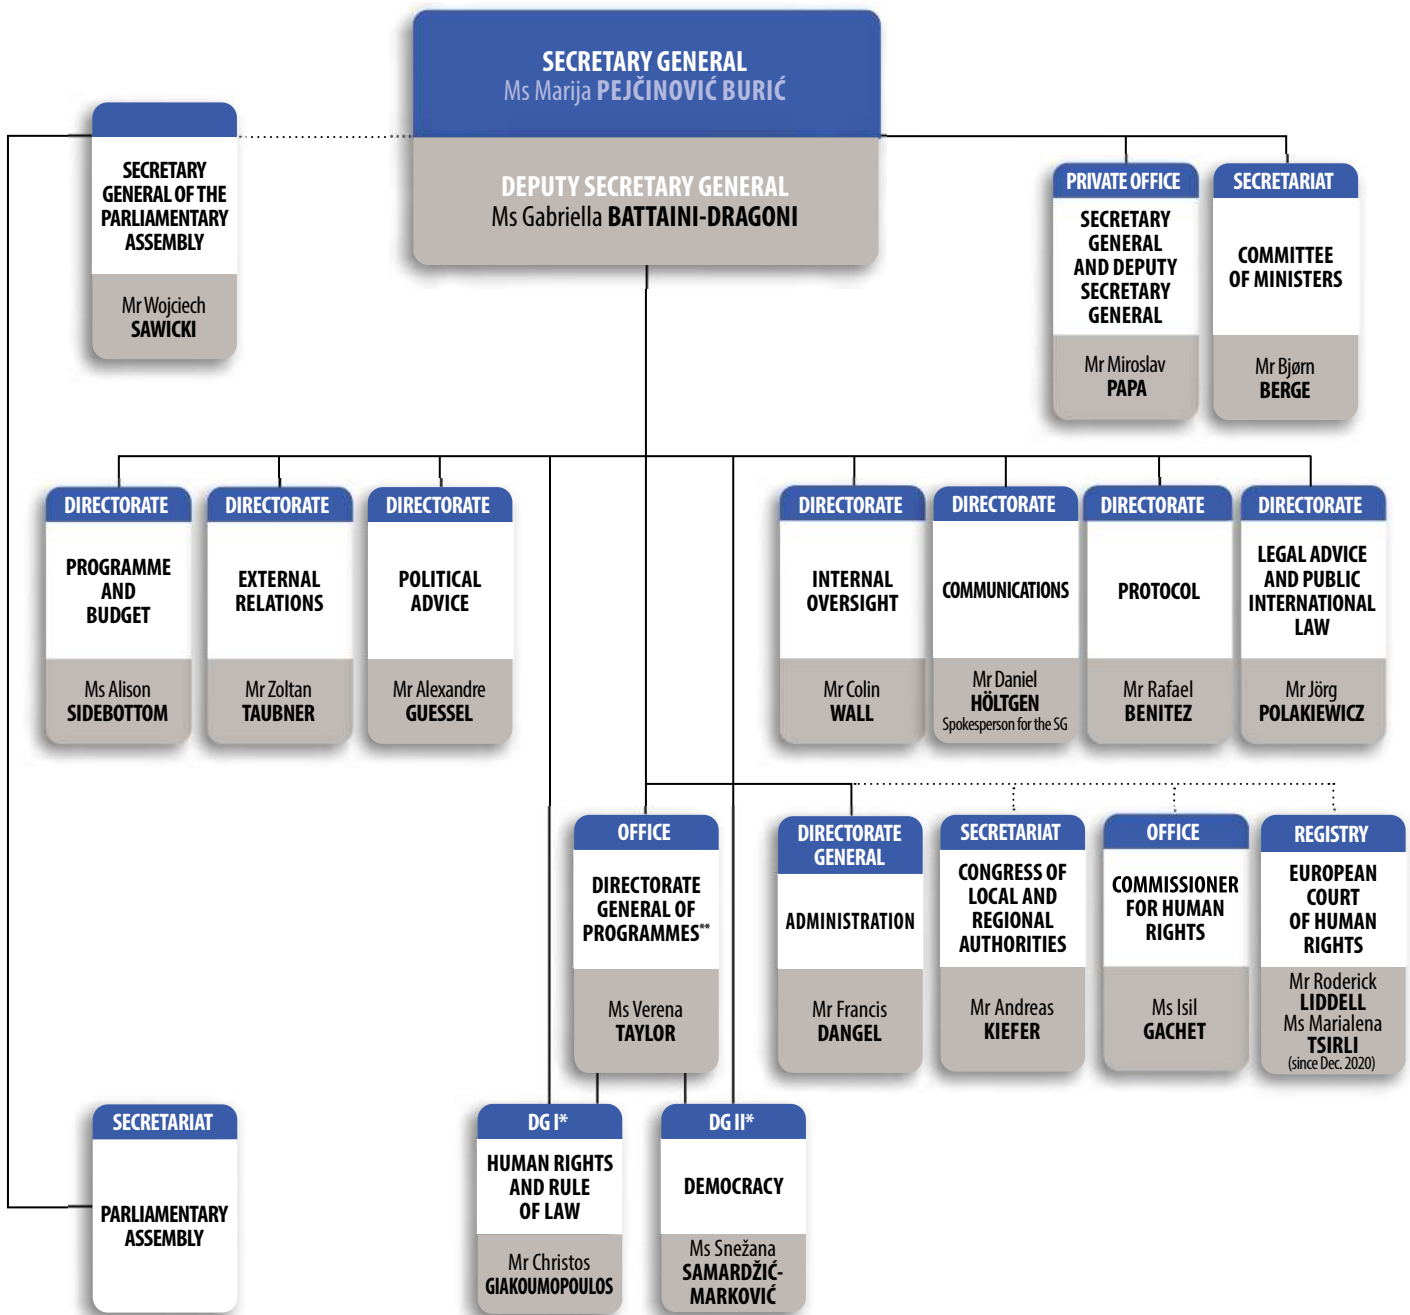 SECRETARY GENERAL
Ms Marija PEJČINOVIĆ BURIĆ
DEPUTY SECRETARY GENERAL
Ms Gabriella BATTAINI-DRAGONI
SECRETARY
GENERAL OF THE
PARLIAMENTARY
ASSEMBLY
Mr Wojciech
SAWICKI
PRIVATE OFFICE
SECRETARY
GENERAL
AND DEPUTY
SECRETARY
GENERAL
Mr Miroslav
PAPA
SECRETARIAT
COMMITTEE
OF MINISTERS
Mr Bjørn
BERGE
DIRECTORATE
PROGRAMME
AND
BUDGET
Ms Alison
SIDEBOTTOM
DIRECTORATE
EXTERNAL
RELATIONS
Mr Zoltan
TAUBNER
DIRECTORATE
POLITICAL
ADVICE
Mr Alexandre
GUESSEL
DIRECTORATE
INTERNAL
OVERSIGHT
Mr Colin
WALL
DIRECTORATE
COMMUNICATIONS
Mr Daniel
HÖLTGEN
Spokesperson for the SG
DIRECTORATE
PROTOCOL
Mr Rafael
BENITEZ
DIRECTORATE
LEGAL ADVICE
AND PUBLIC
INTERNATIONAL
LAW
Mr Jörg
POLAKIEWICZ
OFFICE
DIRECTORATE
GENERAL OF
PROGRAMMES**
Ms Verena
TAYLOR
DIRECTORATE
GENERAL
ADMINISTRATION
Mr Francis
DANGEL
SECRETARIAT
CONGRESS OF
LOCAL AND
REGIONAL
AUTHORITIES
Mr Andreas
KIEFER
OFFICE
COMMISSIONER
FOR HUMAN
RIGHTS
Ms Isil
GACHET
REGISTRY
EUROPEAN
COURT
OF HUMAN
RIGHTS
Mr Roderick
LIDDELL
Ms Marialena
TSIRLI
(since Dec. 2020)
SECRETARIAT
PARLIAMENTARY
ASSEMBLY
DG I*
HUMAN RIGHTS
AND RULE
OF LAW
Mr Christos
GIAKOUMOPOULOS
DG II*
DEMOCRACY
Ms Snežana
SAMARDŽIĆ-
MARKOVIĆ